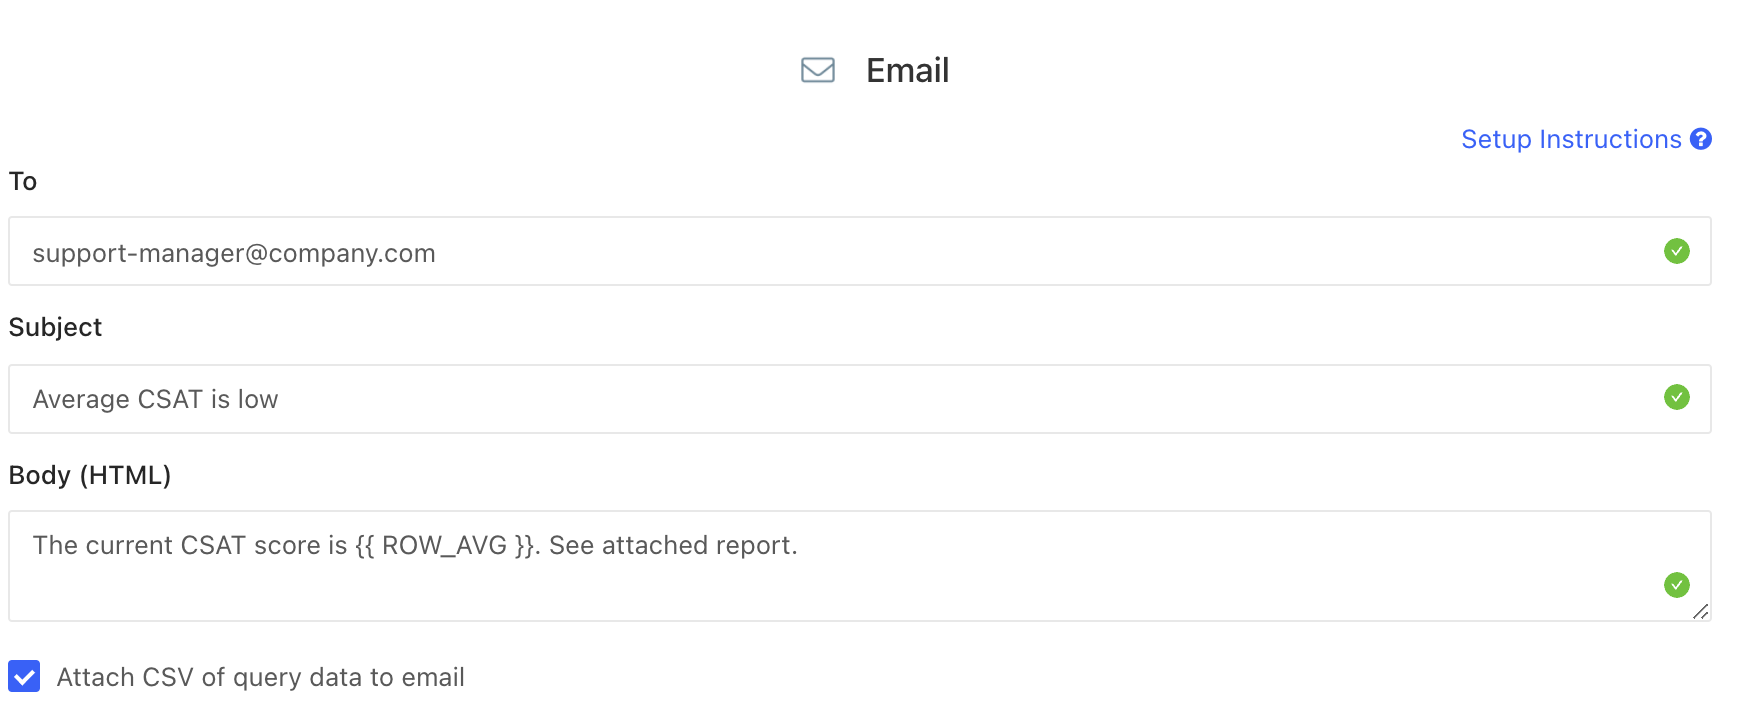 Email
Setup Instructions
To
support-manager@company.com
Subject
Average CSAT is low
Body (HTML)
The current CSAT score is {{ ROW_AVG }}. See attached report.
Attach CSV of query data to email